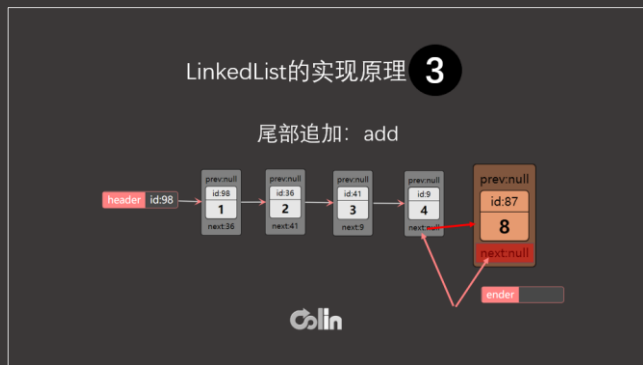 LinkedList的实现原理 3
尾部追加：add
prev:null
id:98
1
next:36
prev:null
id:36
2
next:41
prev:null
id:41
3
next:9
prev:null
id:9
4
next:null
prev:null
id:87
8
next:null
header id:98
ender
Colin